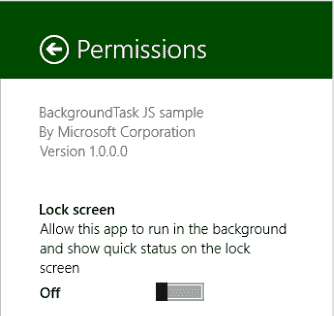 Permissions
BackgroundTask JS sample
By Microsoft Corporation
Version 1.0.0.0
Lock screen
Allow this app to run in the background
and show quick status on the lock
screen
Off